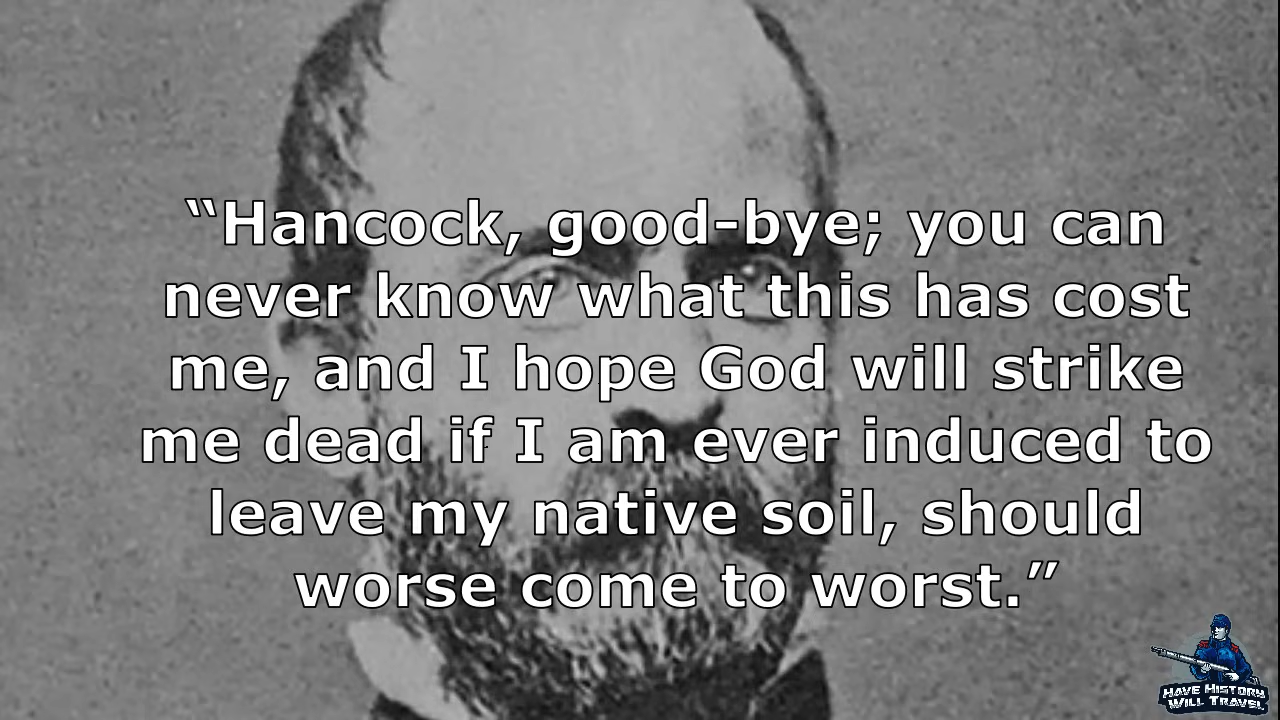 “Hancock, good-bye; you can
never know what this has cost
me, and I hope God will strike
me dead if I am ever induced to
leave my native soil, should
worse come to worst.”
HAVE HISTORY
WILL TRAVEL